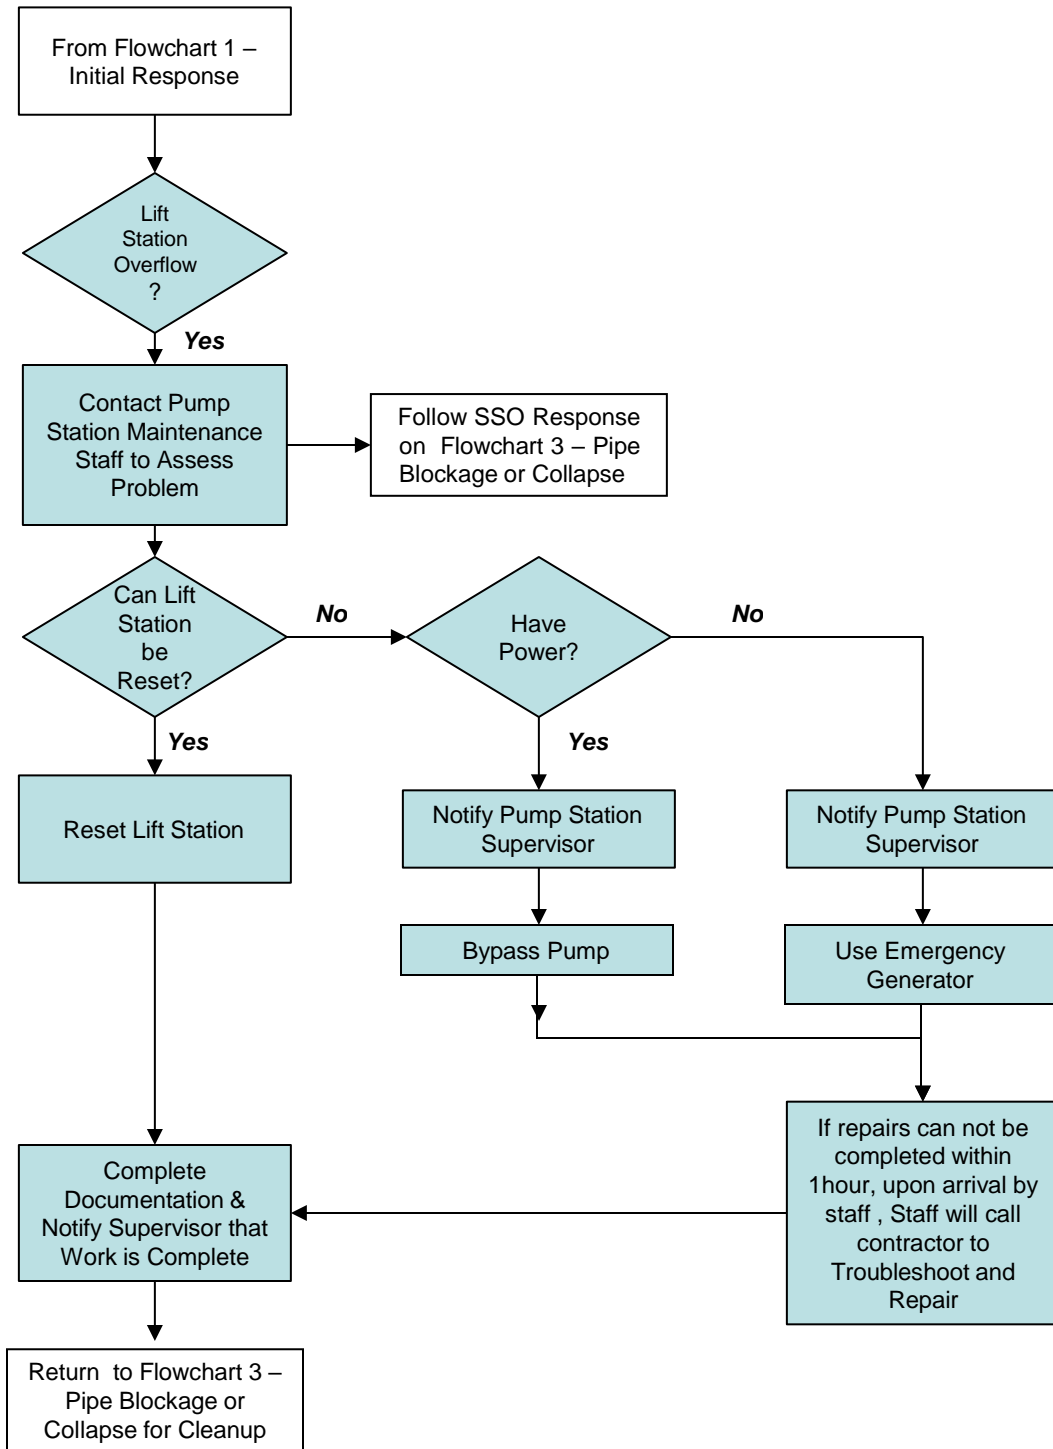 From Flowchart 1 –
Initial Response
Lift
Station
Overflow
?
Yes
Contact Pump
Station Maintenance
Staff to Assess
Problem
Follow SSO Response
on Flowchart 3 – Pipe
Blockage or Collapse
Can Lift
Station
be
Reset?
No
Have
Power?
No
Yes
Yes
Reset Lift Station
Notify Pump Station
Supervisor
Notify Pump Station
Supervisor
Bypass Pump
Use Emergency
Generator
If repairs can not be
completed within
1hour, upon arrival by
staff , Staff will call
contractor to
Troubleshoot and
Repair
Complete
Documentation &
Notify Supervisor that
Work is Complete
Return to Flowchart 3 –
Pipe Blockage or
Collapse for Cleanup